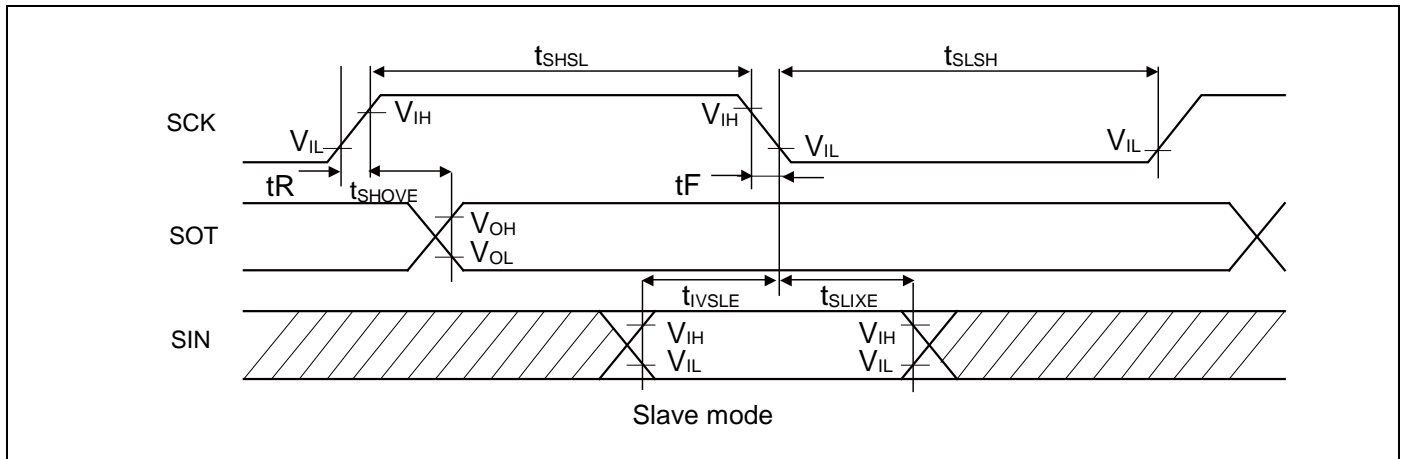 tSHSL
tSLSH
SCK
VIH
VIH
VIL
VIL
VIL
tR
tSHOVE
tF
SOT
VOH
VOL
tIVSLE
tSLIXE
SIN
VIH
VIH
VIL
VIL
Slave mode